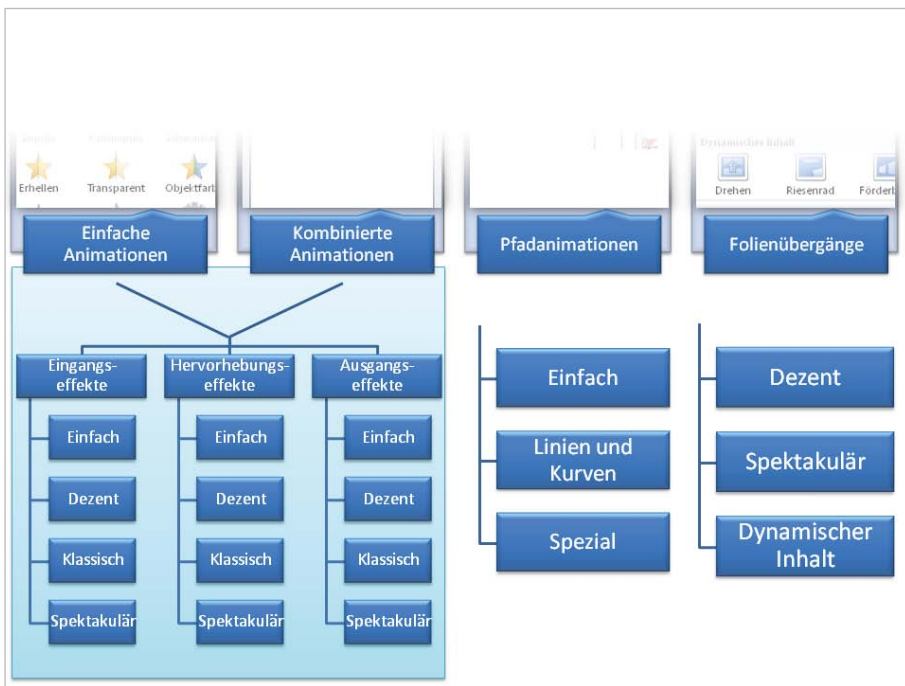 Erhellen
Transparent
Objektfarb
Dynamischer Inhalt
Drehen
Riesenrad
Förderb
Einfache
Animationen
Kombinierte
Animationen
Pfadanimationen
Folienübergänge
Eingangs-
effekte
Einfach
Dezent
Klassisch
Spektakulär
Hervorhebungs-
effekte
Einfach
Dezent
Klassisch
Spektakulär
Ausgangs-
effekte
Einfach
Dezent
Klassisch
Spektakulär
Einfach
Linien und
Kurven
Spezial
Dezent
Spektakulär
Dynamischer
Inhalt